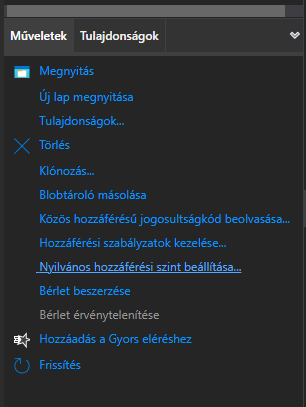 Műveletek Tulajdonságok
Megnyitás
Új lap megnyitása
Tulajdonságok...
Törlés
Klónozás...
Blobtároló másolása
Közös hozzáférésű jogosultságkód beolvasása...
Hozzáférési szabályzatok kezelése...
Nyilvános hozzáférési szint beállítása...
Bérlet beszerzése
Bérlet érvénytelenítése
Hozzáadás a Gyors eléréshez
Frissítés